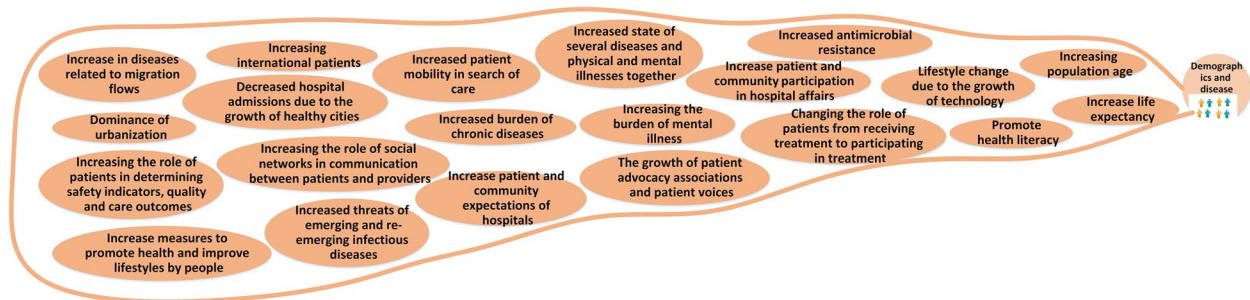 Increase in diseases
related to migration
flows
Increasing
international patients
Decreased hospital
admissions due to the
growth of healthy cities
Dominance of
urbanization
Increasing the role of
patients in determining
safety indicators, quality
and care outcomes
Increasing the role of social
networks in communication
between patients and providers
Increase measures to
promote health and improve
lifestyles by people
Increased threats of
emerging and re-
emerging infectious
diseases
Increased patient
mobility in search of
care
Increased burden of
chronic diseases
Increase patient and
community
expectations of
hospitals
Increased state of
several diseases and
physical and mental
illnesses together
Increasing the
burden of mental
illness
The growth of patient
advocacy associations
and patient voices
Increased antimicrobial
resistance
Increase patient and
community participation
in hospital affairs
Changing the role of
patients from receiving
treatment to participating
in treatment
Lifestyle change
due to the growth
of technology
Promote
health literacy
Increasing
population age
Increase life
expectancy
Demograph
ics and
disease